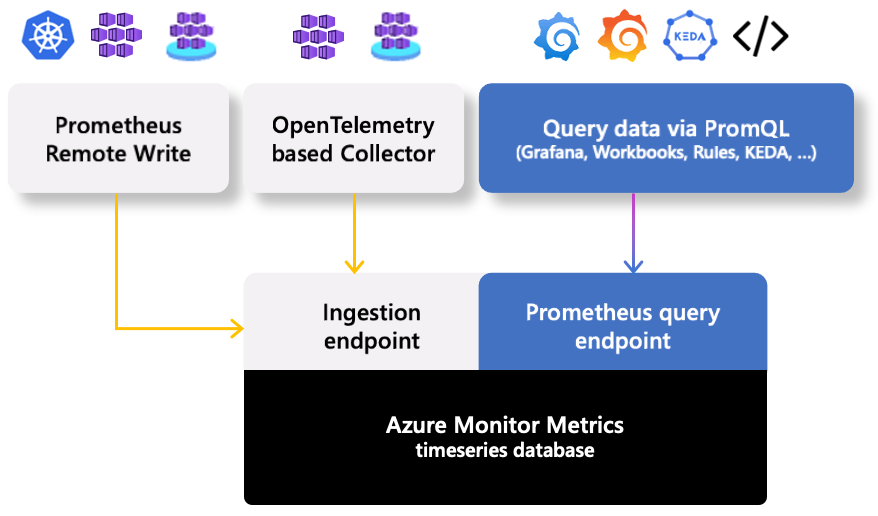 KEDA
</>
Prometheus
Remote Write
OpenTelemetry
based Collector
Query data via PromQL
(Grafana, Workbooks, Rules, KEDA, ...)
Ingestion
endpoint
Prometheus query
endpoint
Azure Monitor Metrics
timeseries database